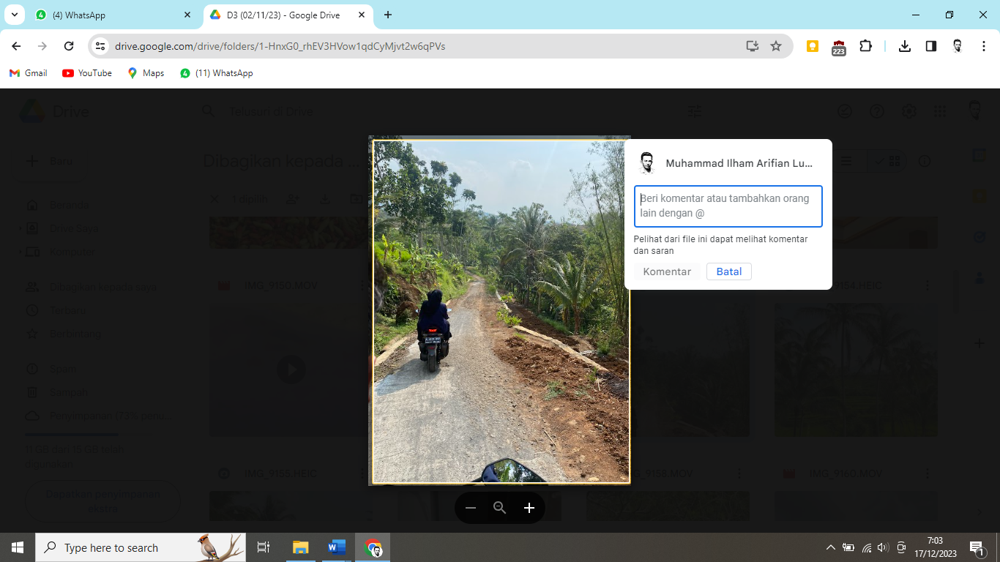 (4) WhatsApp
D3 (02/11/23) - Google Drive
drive.google.com/drive/folders/1-HnxG0_rhEV3HVow1qdCyMjvt2w6qPVs
223
Gmail
YouTube
Maps
4
(11) WhatsApp
Drive
Telusuri di Drive
Baru
Dibagikan kepada ...
1 dipilih
Beranda
Drive Saya
Komputer
Dibagikan kepada saya
Terbaru
Berbintang
Spam
Sampah
Penyimpanan (73% penu...
11 GB dari 15 GB telah
digunakan
Dapatkan penyimpanan
ekstra
IMG_9150.MOV
9154.HEIC
IMG_9155.HEIC
9158.MOV
IMG_9160.MOV
Muhammad Ilham Arifian Lu...
Beri komentar atau tambahkan orang
lain dengan @
Pelihat dari file ini dapat melihat komentar
dan saran
Komentar
Batal
Type here to search
7:03
17/12/2023
1